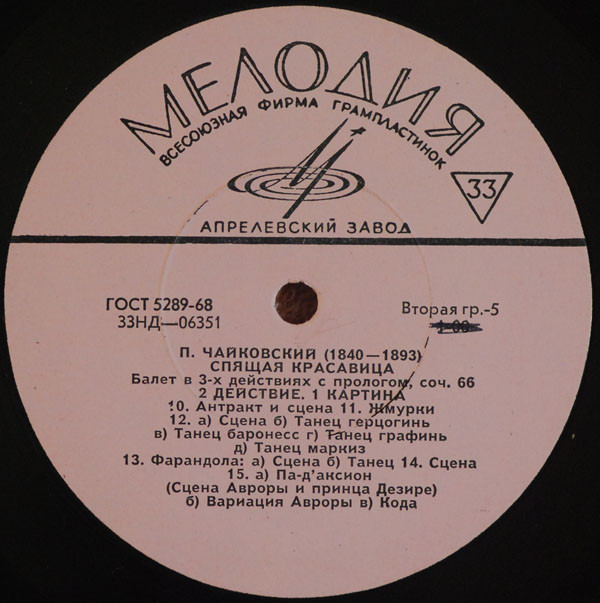 МЕЛОДИЯ
ВСЕСОЮЗНАЯ ФИРМА ГРАМПЛАСТИНОК
33
АПРЕЛЕВСКИЙ ЗАВОД
ГОСТ 5289-68
33НД—06351
Вторая гр.-5
П. ЧАЙКОВСКИЙ (1840—1893)
СПЯЩАЯ КРАСАВИЦА
Балет в 3-х действиях с прологом, соч. 66
2 ДЕЙСТВИЕ. 1 КАРТИНА
10. Антракт и сцена 11. Жмурки
12. а) Сцена б) Танец герцогинь
в) Танец баронесс г) Танец графинь
д) Танец маркиз
13. Фарандола: а) Сцена б) Танец 14. Сцена
15. а) Па-д'аксион
(Сцена Авроры и принца Дезире)
б) Вариация Авроры в) Кода